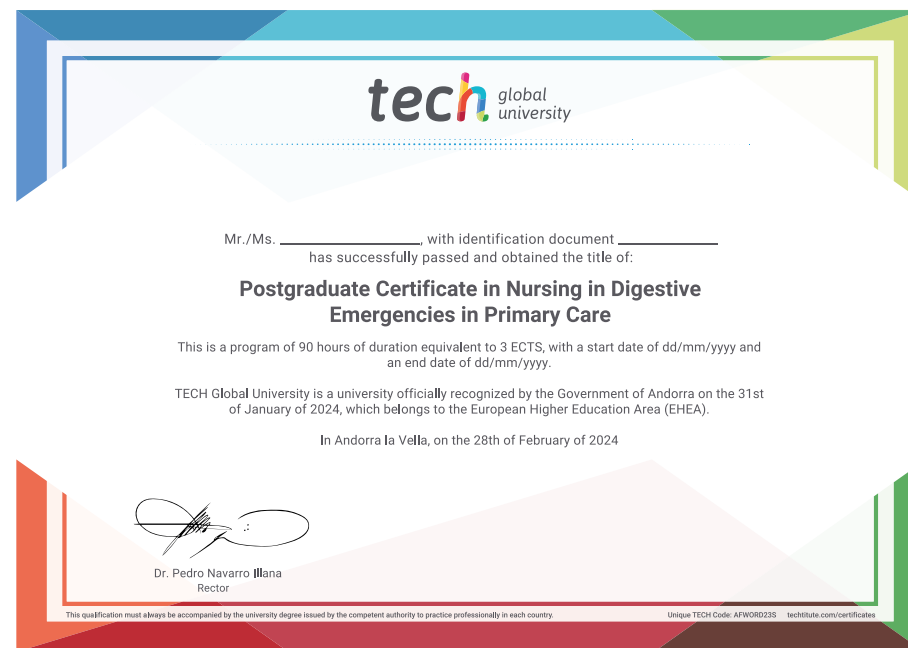 tech global
university
Mr./Ms. ____________, with identification document ____________
has successfully passed and obtained the title of:
Postgraduate Certificate in Nursing in Digestive
Emergencies in Primary Care
This is a program of 90 hours of duration equivalent to 3 ECTS, with a start date of dd/mm/yyyy and
an end date of dd/mm/yyyy.
TECH Global University is a university officially recognized by the Government of Andorra on the 31st
of January of 2024, which belongs to the European Higher Education Area (EHEA).
In Andorra la Vella, on the 28th of February of 2024
Dr. Pedro Navarro Illana
Rector
This qualification must always be accompanied by the university degree issued by the competent authority to practice professionally in each country.
Unique TECH Code: AFWORD23S techtitute.com/certificates